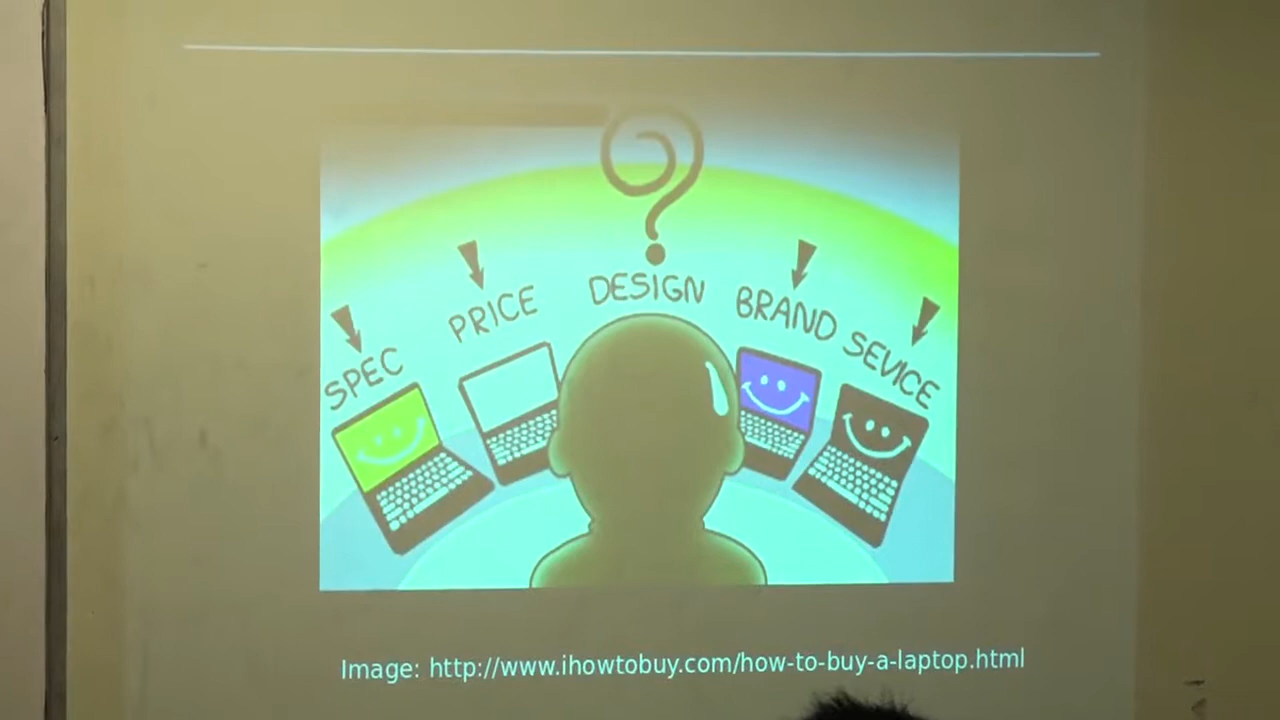 SPEC
PRICE
DESIGN
BRAND
SEVICE
Image: http://www.ihowtobuy.com/how-to-buy-a-laptop.html